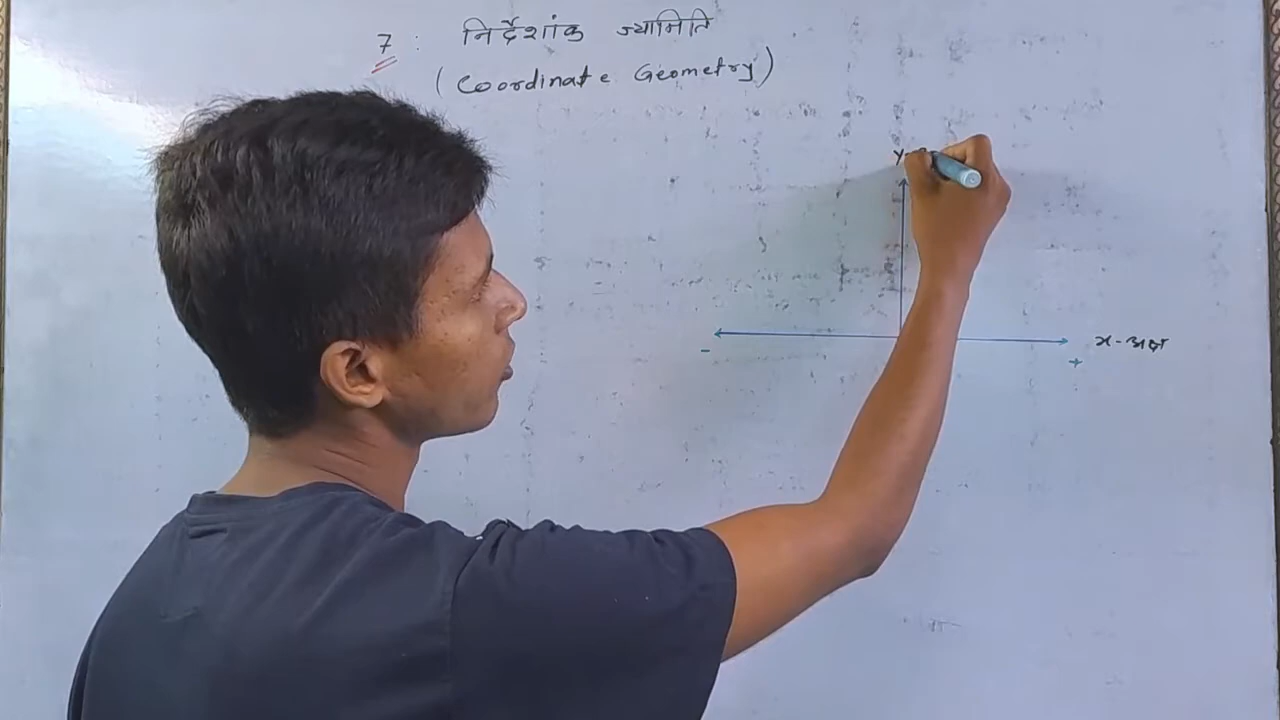 7 : निर्देशांक ज्यामिति
(Coordinate Geometry)
Y-
x-अक्ष
-
+